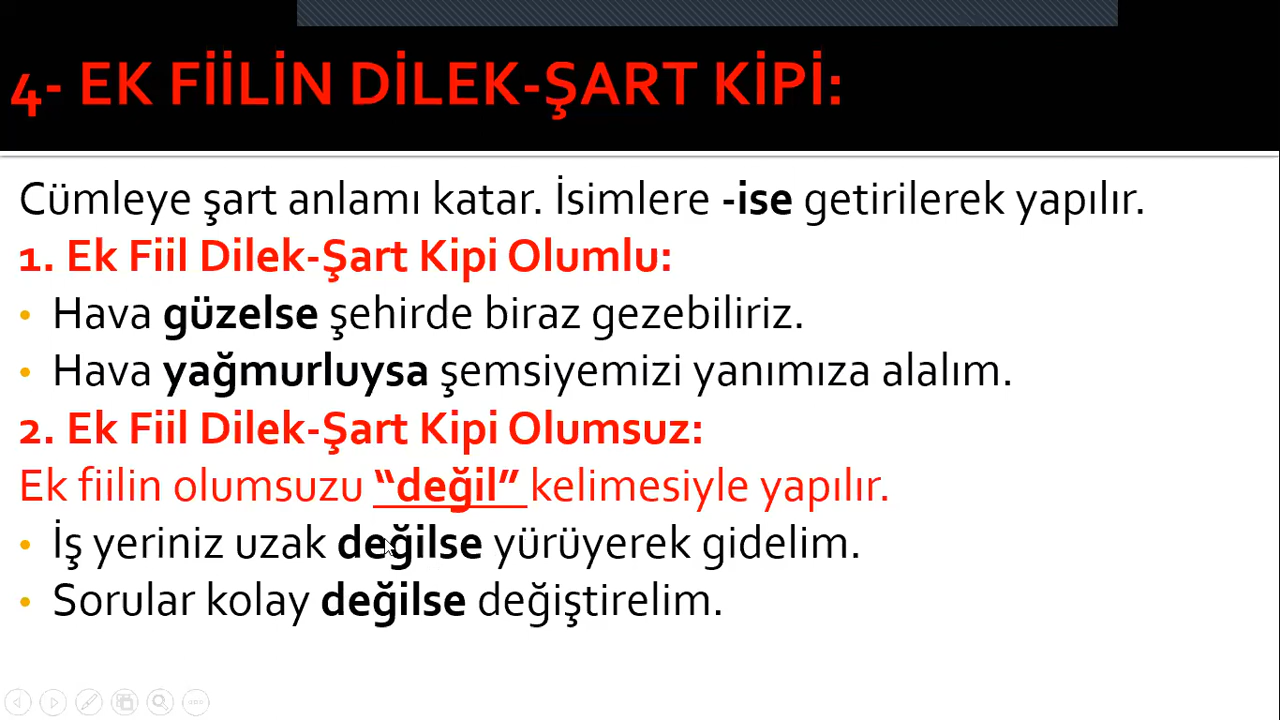 4- EK FİİLİN DİLEK-ŞART KİPİ:
Cümleye şart anlamı katar. İsimlere -ise getirilerek yapılır.
1. Ek Fiil Dilek-Şart Kipi Olumlu:
• Hava güzelse şehirde biraz gezebiliriz.
• Hava yağmurluysa şemsiyemizi yanımıza alalım.
2. Ek Fiil Dilek-Şart Kipi Olumsuz:
Ek fiilin olumsuzu “değil” kelimesiyle yapılır.
• İş yeriniz uzak değilse yürüyerek gidelim.
• Sorular kolay değilse değiştirelim.